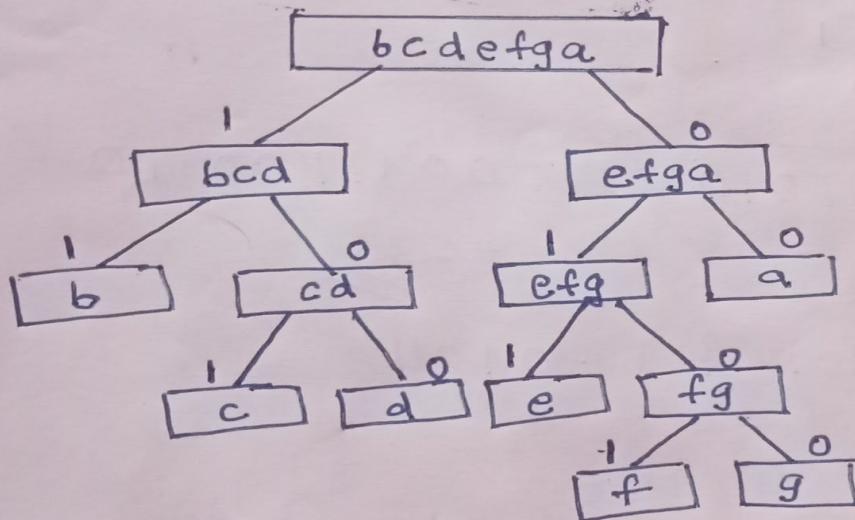 bcdefga
1 0
bcd efga
1 0 1 0
b cd efg a
1 0 1 0
c d e fg
1 0
f g